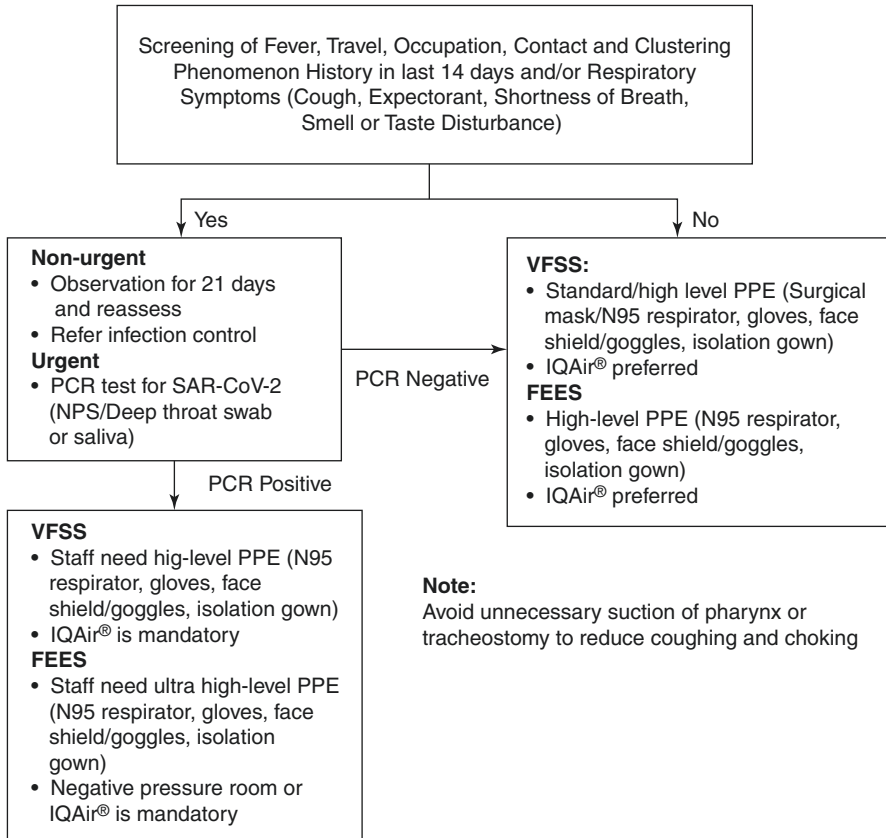 Screening of Fever, Travel, Occupation, Contact and Clustering
Phenomenon History in last 14 days and/or Respiratory
Symptoms (Cough, Expectorant, Shortness of Breath,
Smell or Taste Disturbance)
Yes
No
Non-urgent
• Observation for 21 days
and reassess
• Refer infection control
Urgent
• PCR test for SAR-CoV-2
(NPS/Deep throat swab
or saliva)
PCR Negative
VFSS:
• Standard/high level PPE (Surgical
mask/N95 respirator, gloves, face
shield/goggles, isolation gown)
• IQAir® preferred
FEES
• High-level PPE (N95 respirator,
gloves, face shield/goggles,
isolation gown)
• IQAir® preferred
PCR Positive
VFSS
• Staff need hig-level PPE (N95
respirator, gloves, face
shield/goggles, isolation gown)
• IQAir® is mandatory
FEES
• Staff need ultra high-level PPE
(N95 respirator, gloves, face
shield/goggles, isolation
gown)
• Negative pressure room or
IQAir® is mandatory
Note:
Avoid unnecessary suction of pharynx or
tracheostomy to reduce coughing and choking